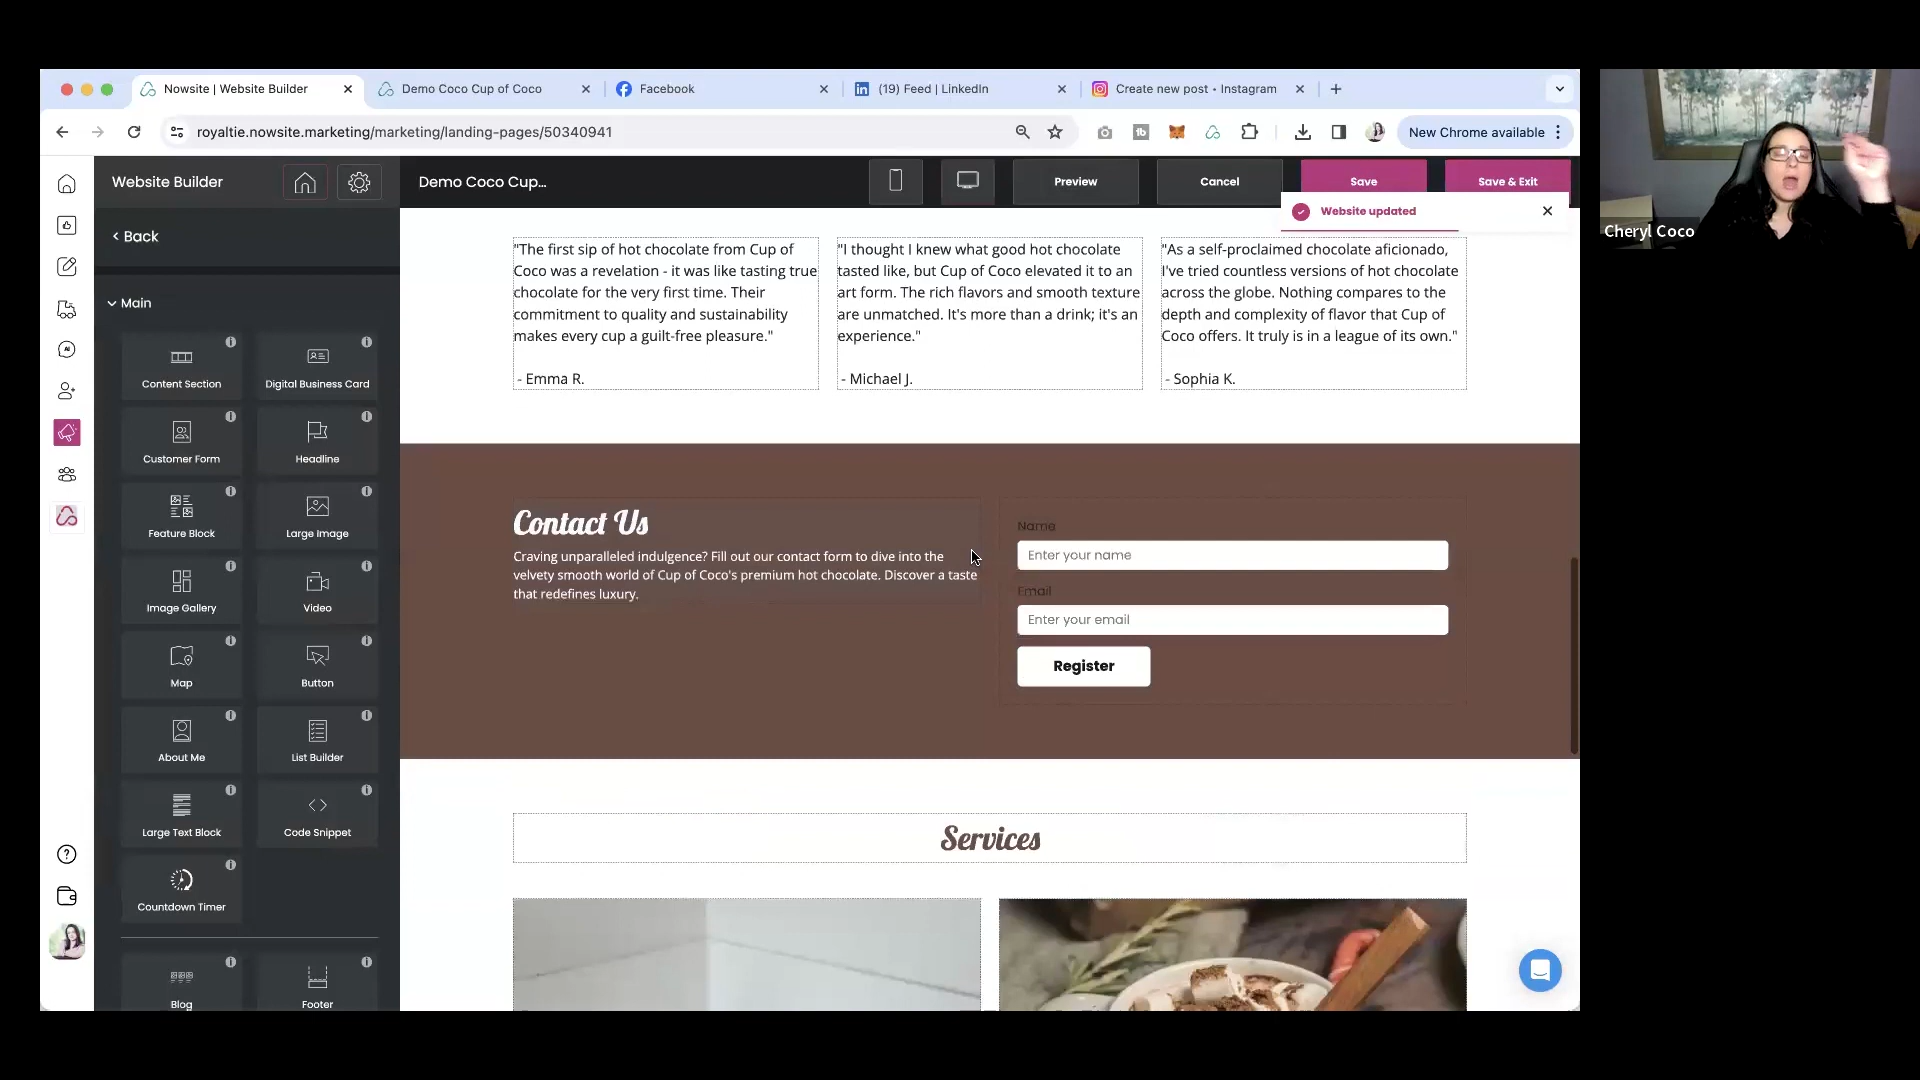 Nowsite | Website Builder
Demo Coco Cup of Coco
Facebook
(19) Feed | LinkedIn
Create new post • Instagram
royaltie.nowsite.marketing/marketing/landing-pages/50340941
New Chrome available
Website Builder
Demo Coco Cup...
Preview
Cancel
Save
Save & Exit
Website updated
Cheryl Coco
< Back
Main
Content Section
Digital Business Card
Customer Form
Headline
Feature Block
Large Image
Image Gallery
Video
Map
Button
About Me
List Builder
Large Text Block
Code Snippet
Countdown Timer
Blog
Footer
"The first sip of hot chocolate from Cup of
Coco was a revelation - it was like tasting true
chocolate for the very first time. Their
commitment to quality and sustainability
makes every cup a guilt-free pleasure."
- Emma R.
"I thought I knew what good hot chocolate
tasted like, but Cup of Coco elevated it to an
art form. The rich flavors and smooth texture
are unmatched. It's more than a drink; it's an
experience."
- Michael J.
"As a self-proclaimed chocolate aficionado,
I've tried countless versions of hot chocolate
across the globe. Nothing compares to the
depth and complexity of flavor that Cup of
Coco offers. It truly is in a league of its own."
- Sophia K.
Contact Us
Craving unparalleled indulgence? Fill out our contact form to dive into the
velvety smooth world of Cup of Coco's premium hot chocolate. Discover a taste
that redefines luxury.
Name
Enter your name
Email
Enter your email
Register
Services